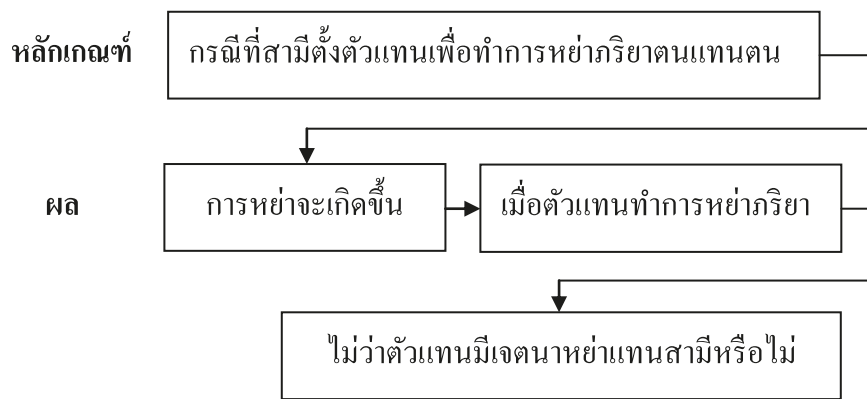 หลักเกณฑ์ กรณีที่สามีตั้งตัวแทนเพื่อทำการหย่าภริยาตนแทนตน
ผล การหย่าจะเกิดขึ้น เมื่อตัวแทนทำการหย่าภริยา
ไม่ว่าตัวแทนมีเจตนาหย่าแทนสามีหรือไม่